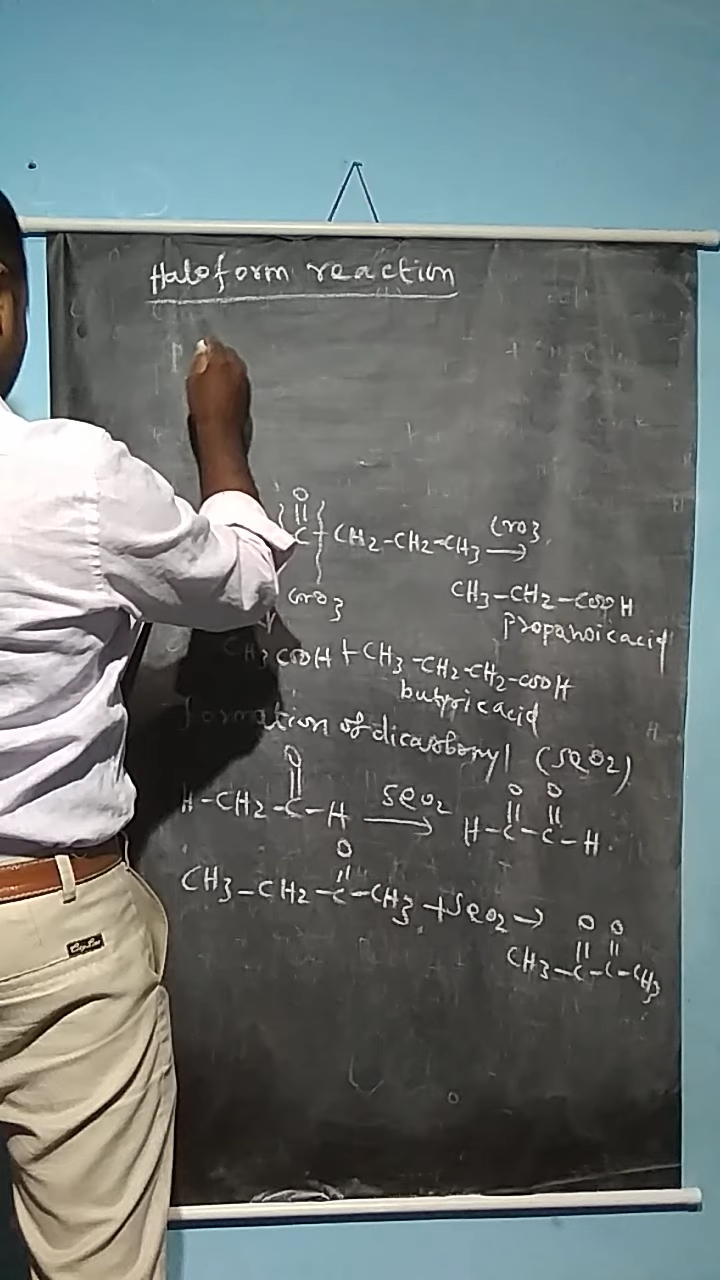 Haloform reaction
O
C CH2-CH2-CH3 CrO3
CrO3
CH3-CH2-COOH
propanoic acid
CH3COOH + CH3-CH2-CH2-COOH
butyric acid
Formation of dicarbonyl (SeO2)
O
H-CH2-C-H SeO2 → H-C-C-H.
O O
O
CH3-CH2-C-CH3 + SeO2 →
O O
CH3-C-C-CH3